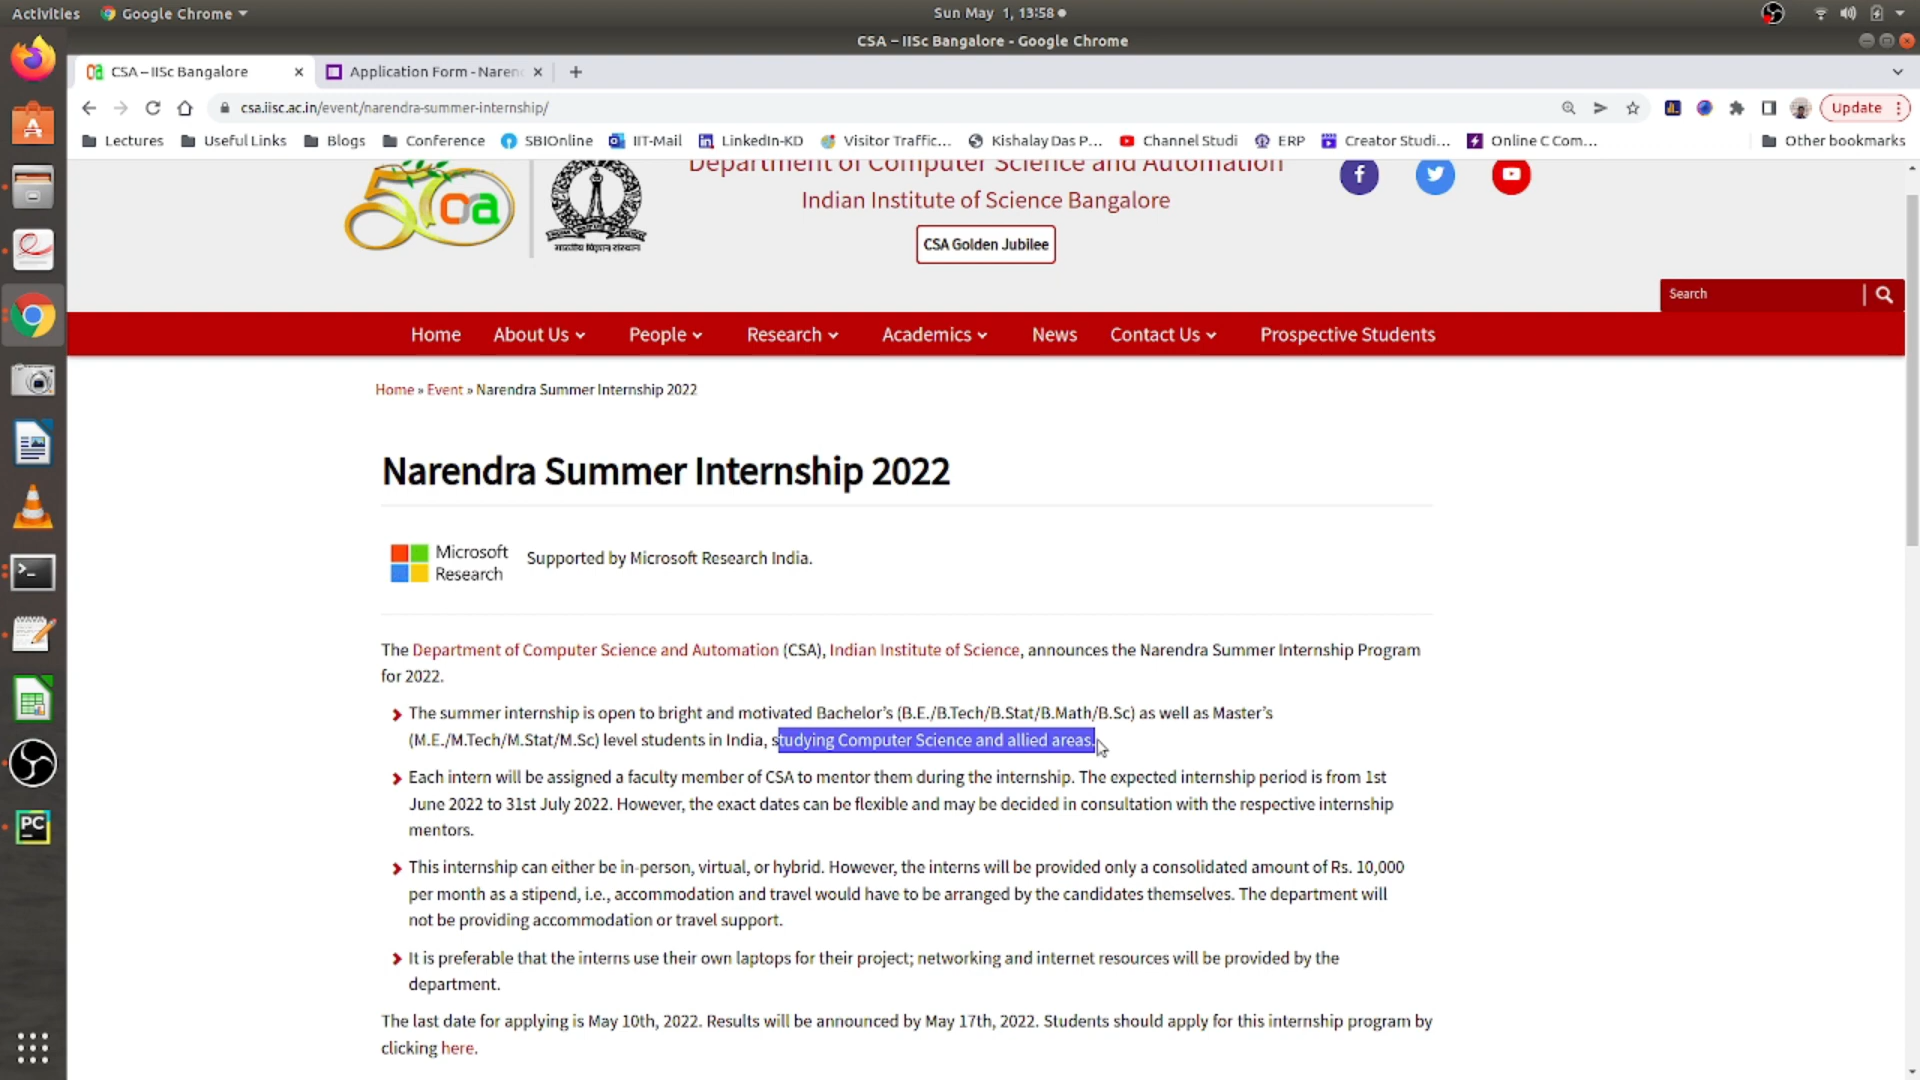 Activities Google Chrome Sun May 1, 13:58
CSA – IISc Bangalore - Google Chrome
CSA – IISc Bangalore Application Form - Naren
csa.iisc.ac.in/event/narendra-summer-internship/ Update
Lectures Useful Links Blogs Conference SBIOnline IIT-Mail LinkedIn-KD Visitor Traffic... Kishalay Das P... Channel Studi ERP Creator Studi... Online C Com... Other bookmarks
Department of Computer Science and Automation
Indian Institute of Science Bangalore
CSA Golden Jubilee
Search
Home About Us People Research Academics News Contact Us Prospective Students
Home » Event » Narendra Summer Internship 2022
Narendra Summer Internship 2022
Microsoft
Research
Supported by Microsoft Research India.
The Department of Computer Science and Automation (CSA), Indian Institute of Science, announces the Narendra Summer Internship Program
for 2022.
The summer internship is open to bright and motivated Bachelor's (B.E./B.Tech/B.Stat/B.Math/B.Sc) as well as Master's
(M.E./M.Tech/M.Stat/M.Sc) level students in India, studying Computer Science and allied areas.
Each intern will be assigned a faculty member of CSA to mentor them during the internship. The expected internship period is from 1st
June 2022 to 31st July 2022. However, the exact dates can be flexible and may be decided in consultation with the respective internship
mentors.
This internship can either be in-person, virtual, or hybrid. However, the interns will be provided only a consolidated amount of Rs. 10,000
per month as a stipend, i.e., accommodation and travel would have to be arranged by the candidates themselves. The department will
not be providing accommodation or travel support.
It is preferable that the interns use their own laptops for their project; networking and internet resources will be provided by the
department.
The last date for applying is May 10th, 2022. Results will be announced by May 17th, 2022. Students should apply for this internship program by
clicking here.